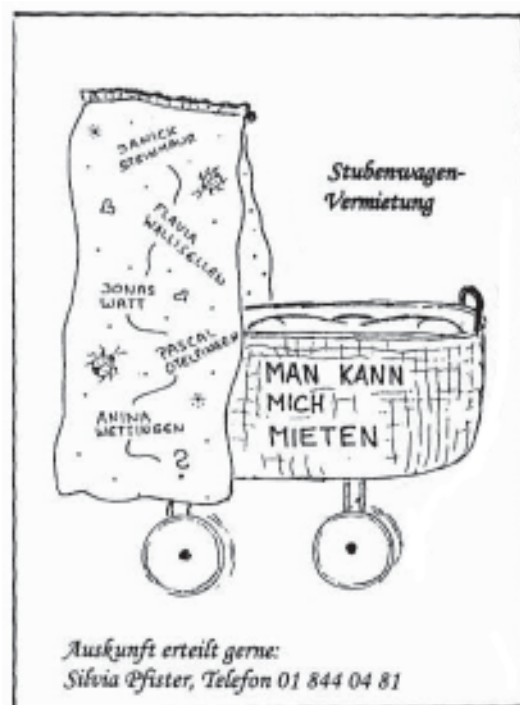 JANICK
STEINMAUR
FLAVIA
WALLISELLEN
JONAS
WATT
PASCAL
OTELFINGEN
ANINA
WETTINGEN
?
Stubenwagen-
Vermietung
MAN KANN
MICH
MIETEN
Auskunft erteilt gerne:
Silvia Pfister, Telefon 01 844 04 81